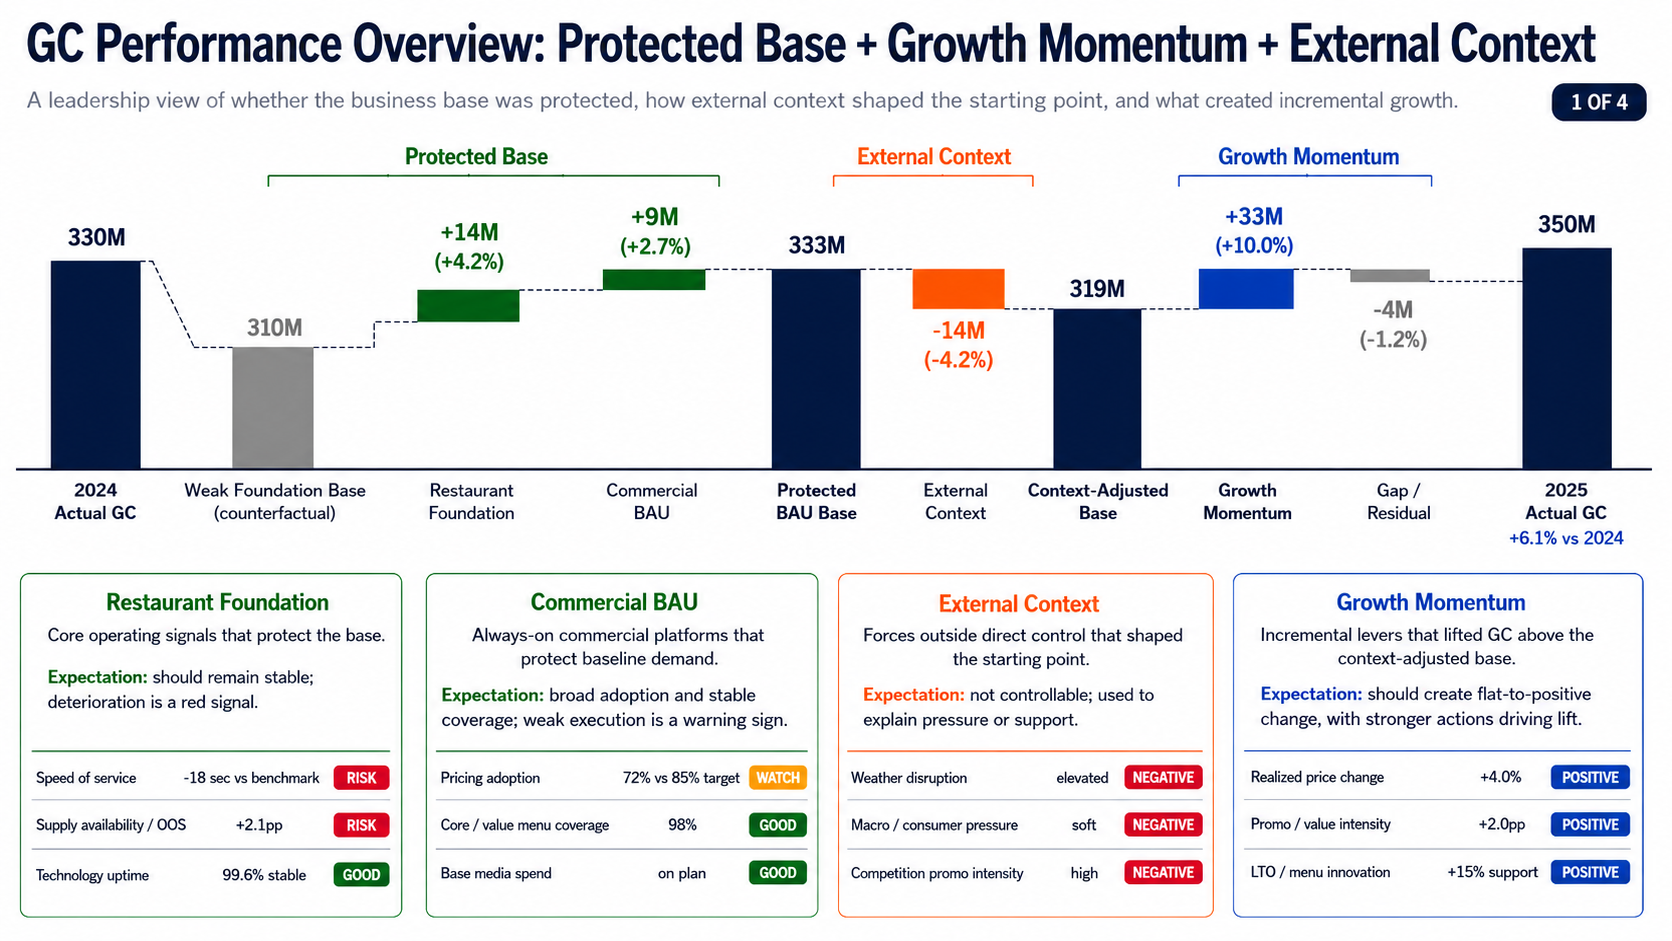 GC Performance Overview: Protected Base + Growth Momentum + External Context
A leadership view of whether the business base was protected, how external context shaped the starting point, and what created incremental growth.
1 OF 4
Protected Base
External Context
Growth Momentum
330M
310M
+14M
(+4.2%)
+9M
(+2.7%)
333M
-14M
(-4.2%)
319M
+33M
(+10.0%)
-4M
(-1.2%)
350M
2024
Actual GC
Weak Foundation Base
(counterfactual)
Restaurant
Foundation
Commercial
BAU
Protected
BAU Base
External
Context
Context-Adjusted
Base
Growth
Momentum
Gap /
Residual
2025
Actual GC
+6.1% vs 2024
Restaurant Foundation
Core operating signals that protect the base.
Expectation: should remain stable;
deterioration is a red signal.
Speed of service -18 sec vs benchmark RISK
Supply availability / OOS +2.1pp RISK
Technology uptime 99.6% stable GOOD
Commercial BAU
Always-on commercial platforms that
protect baseline demand.
Expectation: broad adoption and stable
coverage; weak execution is a warning sign.
Pricing adoption 72% vs 85% target WATCH
Core / value menu coverage 98% GOOD
Base media spend on plan GOOD
External Context
Forces outside direct control that shaped
the starting point.
Expectation: not controllable; used to
explain pressure or support.
Weather disruption elevated NEGATIVE
Macro / consumer pressure soft NEGATIVE
Competition promo intensity high NEGATIVE
Growth Momentum
Incremental levers that lifted GC above the
context-adjusted base.
Expectation: should create flat-to-positive
change, with stronger actions driving lift.
Realized price change +4.0% POSITIVE
Promo / value intensity +2.0pp POSITIVE
LTO / menu innovation +15% support POSITIVE